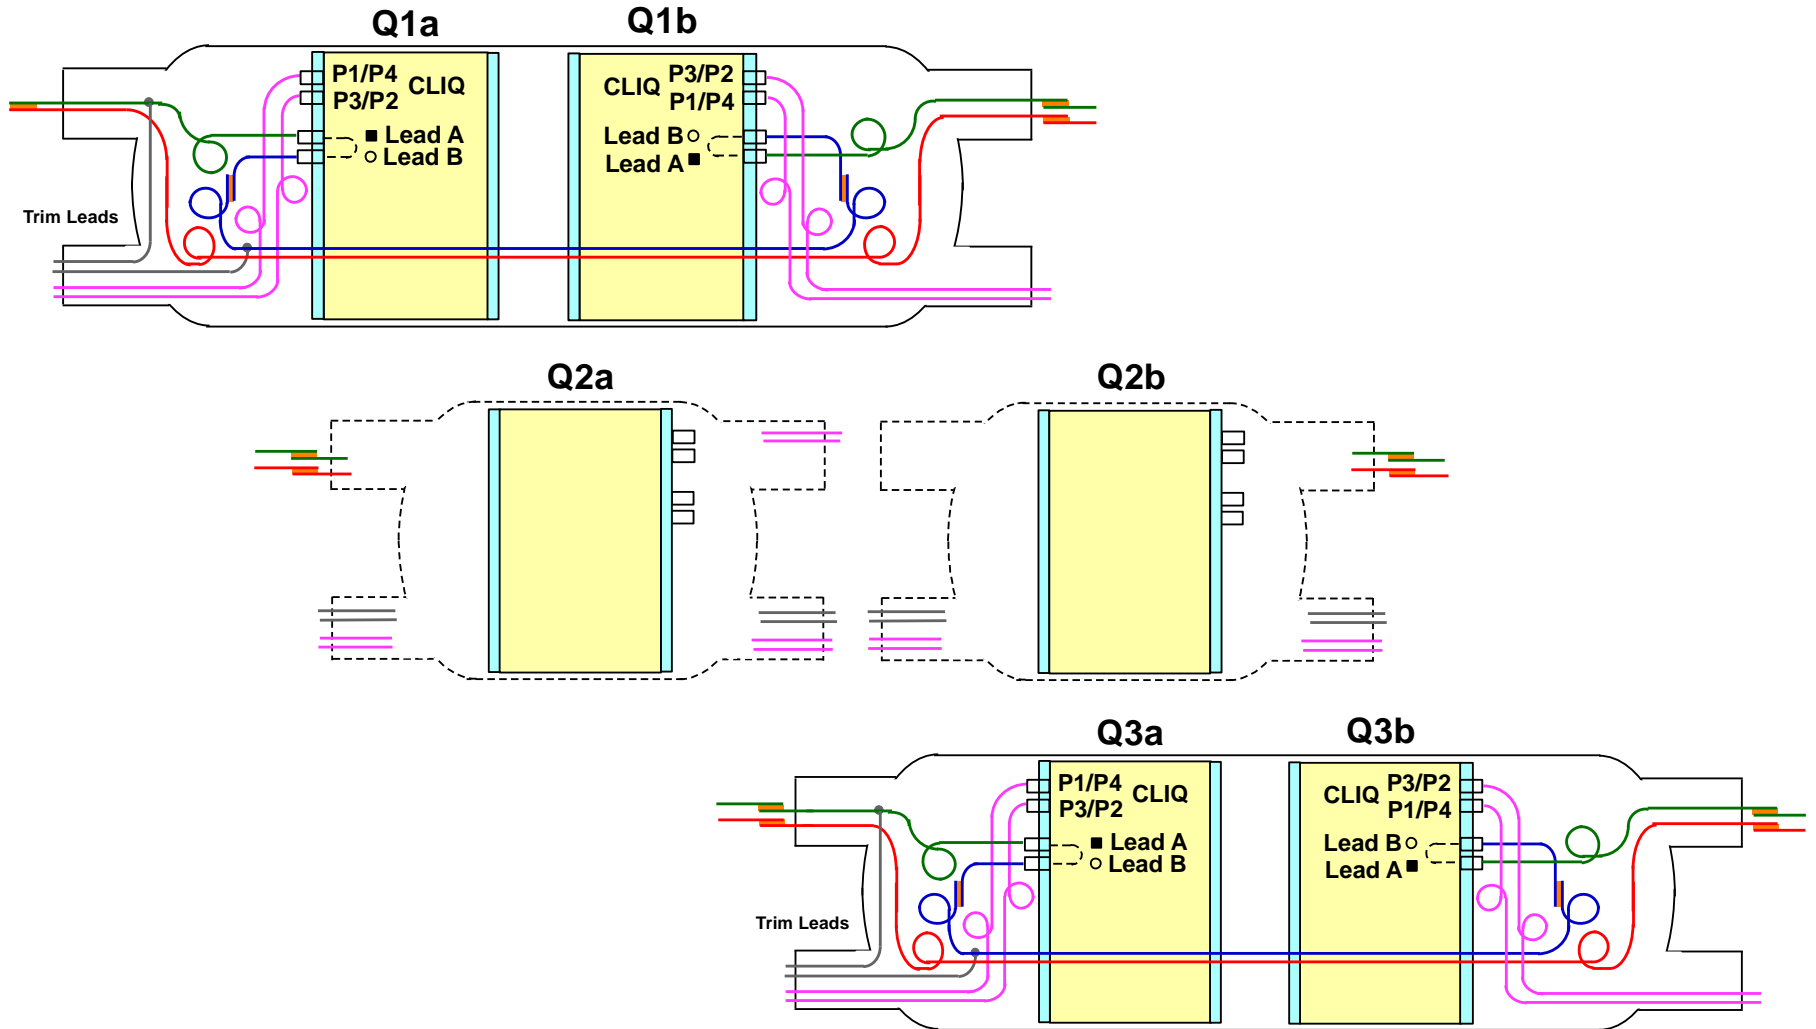 Q1a
Q1b
P1/P4
CLIQ
P3/P2
■ Lead A
○ Lead B
P3/P2
CLIQ
P1/P4
Lead B ○
Lead A ■
Trim Leads
Q2a
Q2b
Q3a
Q3b
P1/P4
CLIQ
P3/P2
■ Lead A
○ Lead B
P3/P2
CLIQ
P1/P4
Lead B ○
Lead A ■
Trim Leads